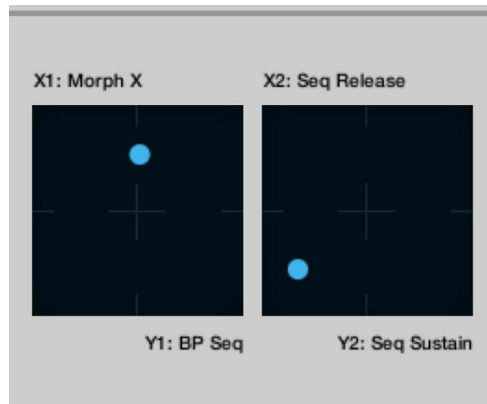 X1: Morph X
X2: Seq Release
Y1: BP Seq
Y2: Seq Sustain